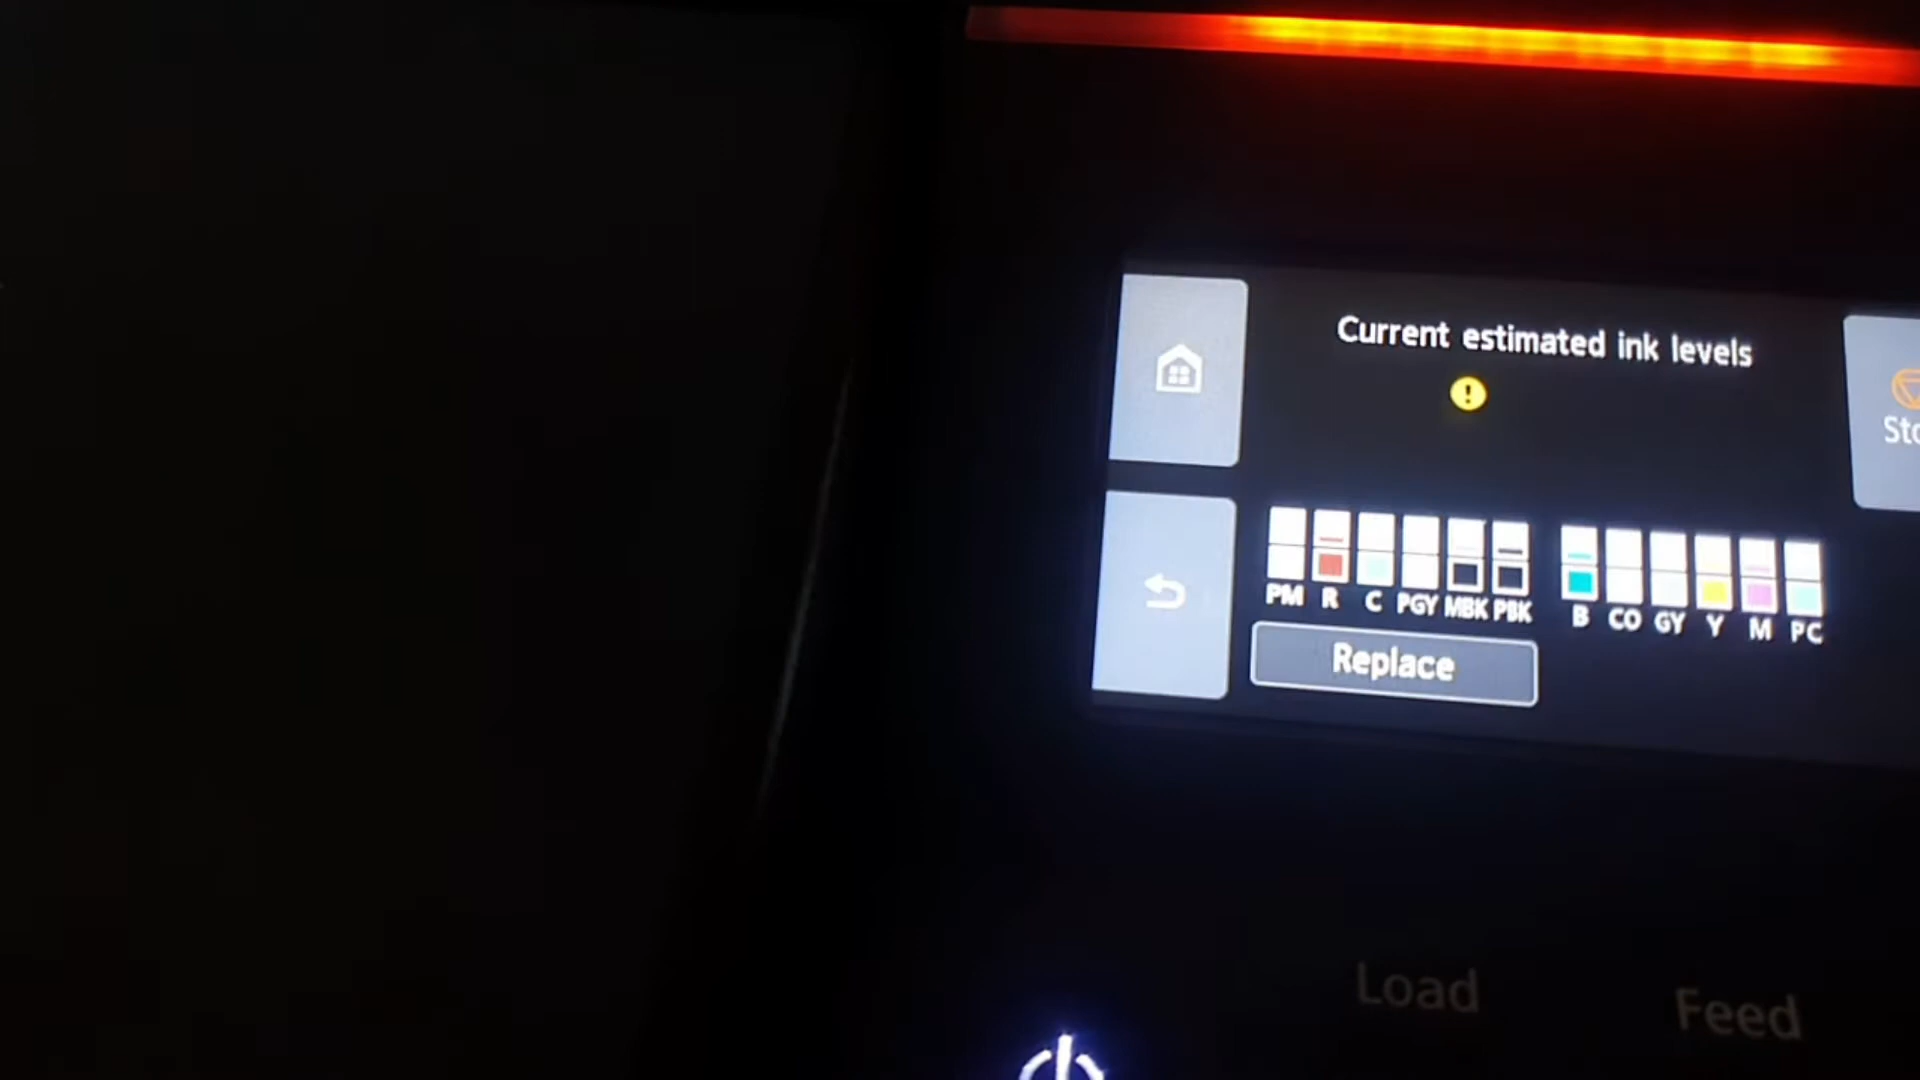 Current estimated ink levels
!
PM R C PGY MBK PBK B CO GY Y M PC
Replace
Load
Feed